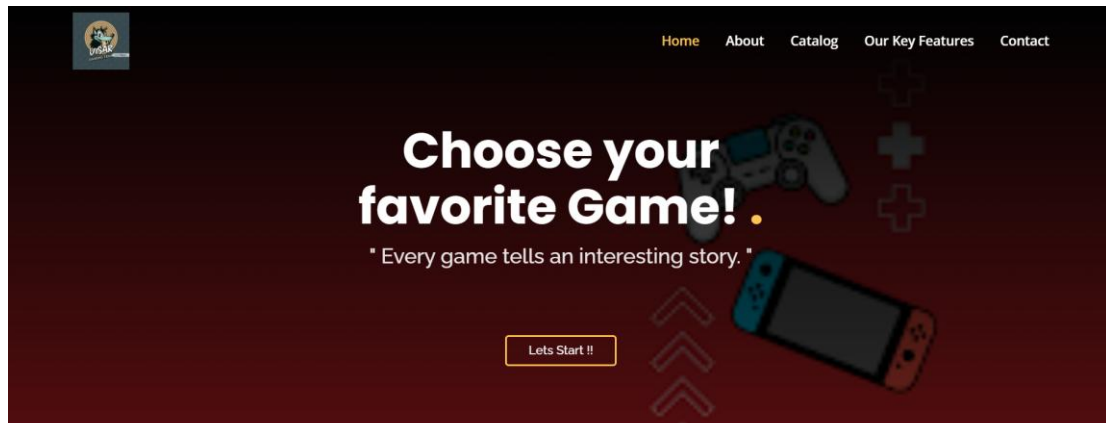 Home About Catalog Our Key Features Contact
Choose your
favorite Game! .
" Every game tells an interesting story. "
Lets Start !!